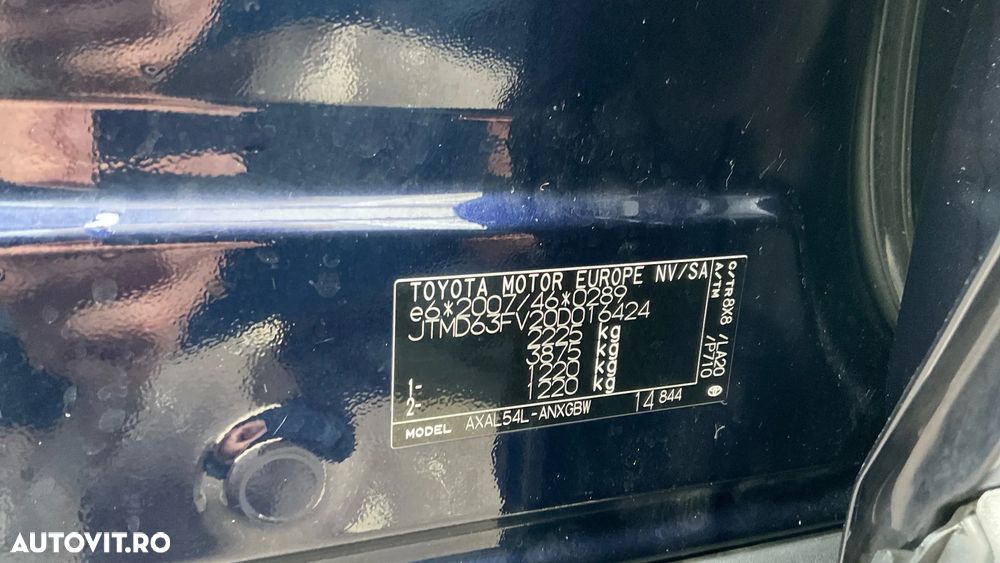 TOYOTA MOTOR EUROPE NV/SA
e6*2007/46*0289
JTMD63FV20D016424
2225 kg
3875 kg
1- 1220 kg
2- 1220 kg
MODEL AXAL54L-ANXGBW 14 844
C/TR 8X8 /LA20
A/TM /P710
AUTOVIT.RO